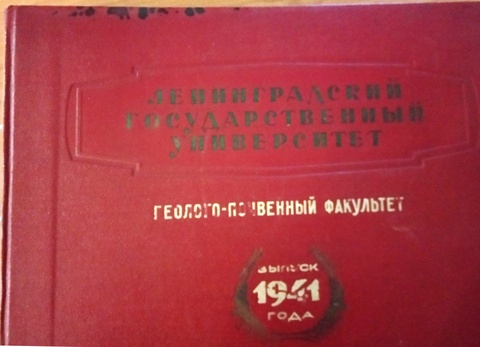 ЛЕНИНГРАДСКИЙ
ГОСУДАРСТВЕННЫЙ
УНИВЕРСИТЕТ
ГЕОЛОГО-ПОЧВЕННЫЙ ФАКУЛЬТЕТ
ВЫПУСК
1941
ГОДА